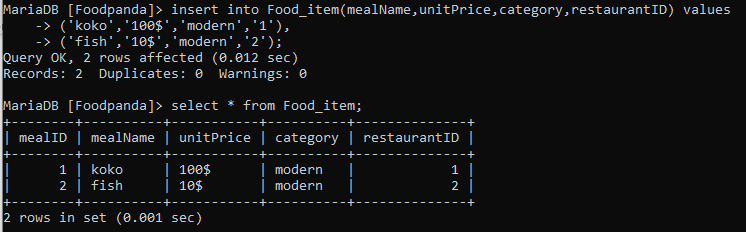 MariaDB [Foodpanda]> insert into Food_item(mealName,unitPrice,category,restaurantID) values
    -> ('koko','100$','modern','1'),
    -> ('fish','10$','modern','2');
Query OK, 2 rows affected (0.012 sec)
Records: 2  Duplicates: 0  Warnings: 0

MariaDB [Foodpanda]> select * from Food_item;
+--------+----------+-----------+----------+--------------+
| mealID | mealName | unitPrice | category | restaurantID |
+--------+----------+-----------+----------+--------------+
|      1 | koko     | 100$      | modern   |            1 |
|      2 | fish     | 10$       | modern   |            2 |
+--------+----------+-----------+----------+--------------+
2 rows in set (0.001 sec)